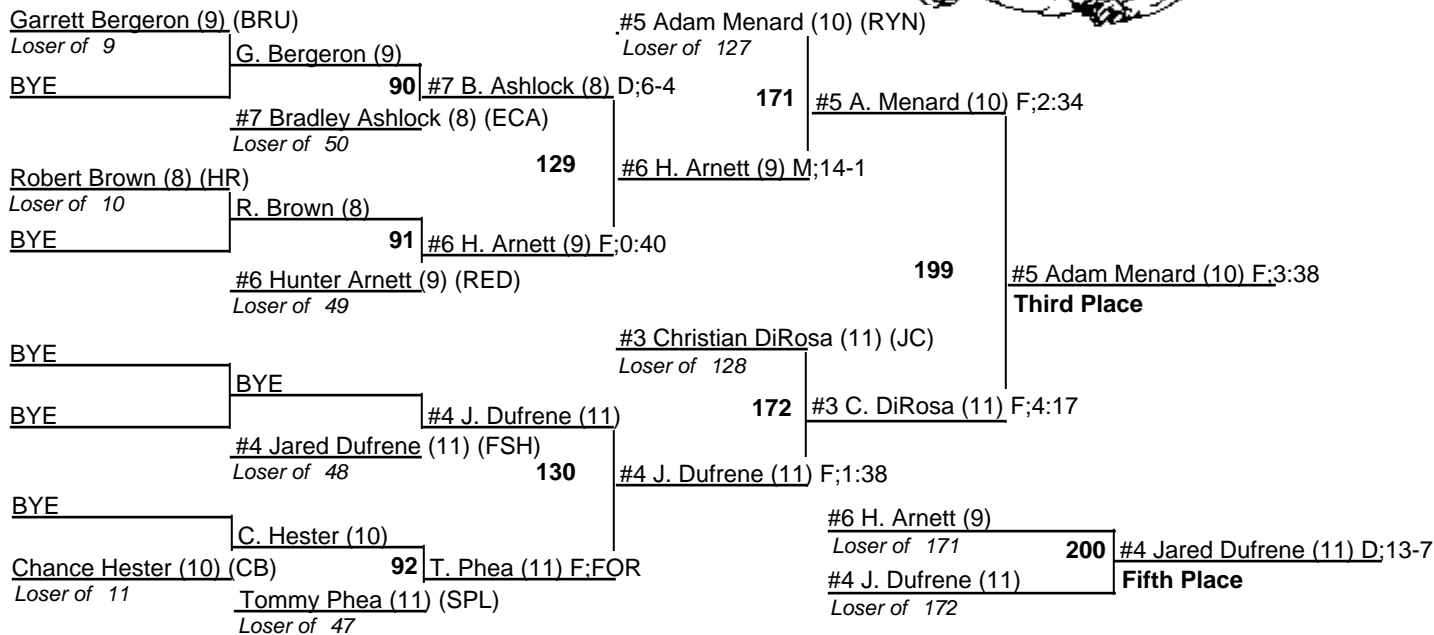 Garrett Bergeron (9) (BRU)
Loser of 9
BYE
G. Bergeron (9)
90
#7 Bradley Ashlock (8) (ECA)
Loser of 50
#7 B. Ashlock (8) D;6-4
Robert Brown (8) (HR)
Loser of 10
BYE
R. Brown (8)
91
#6 Hunter Arnett (9) (RED)
Loser of 49
#6 H. Arnett (9) F;0:40
129
#6 H. Arnett (9) M;14-1
#5 Adam Menard (10) (RYN)
Loser of 127
171
#5 A. Menard (10) F;2:34
BYE
BYE
BYE
#4 Jared Dufrene (11) (FSH)
Loser of 48
#4 J. Dufrene (11)
BYE
Chance Hester (10) (CB)
Loser of 11
C. Hester (10)
92
Tommy Phea (11) (SPL)
Loser of 47
T. Phea (11) F;FOR
130
#4 J. Dufrene (11) F;1:38
#3 Christian DiRosa (11) (JC)
Loser of 128
172
#3 C. DiRosa (11) F;4:17
199
#5 Adam Menard (10) F;3:38
Third Place
#6 H. Arnett (9)
Loser of 171
#4 J. Dufrene (11)
Loser of 172
200
#4 Jared Dufrene (11) D;13-7
Fifth Place